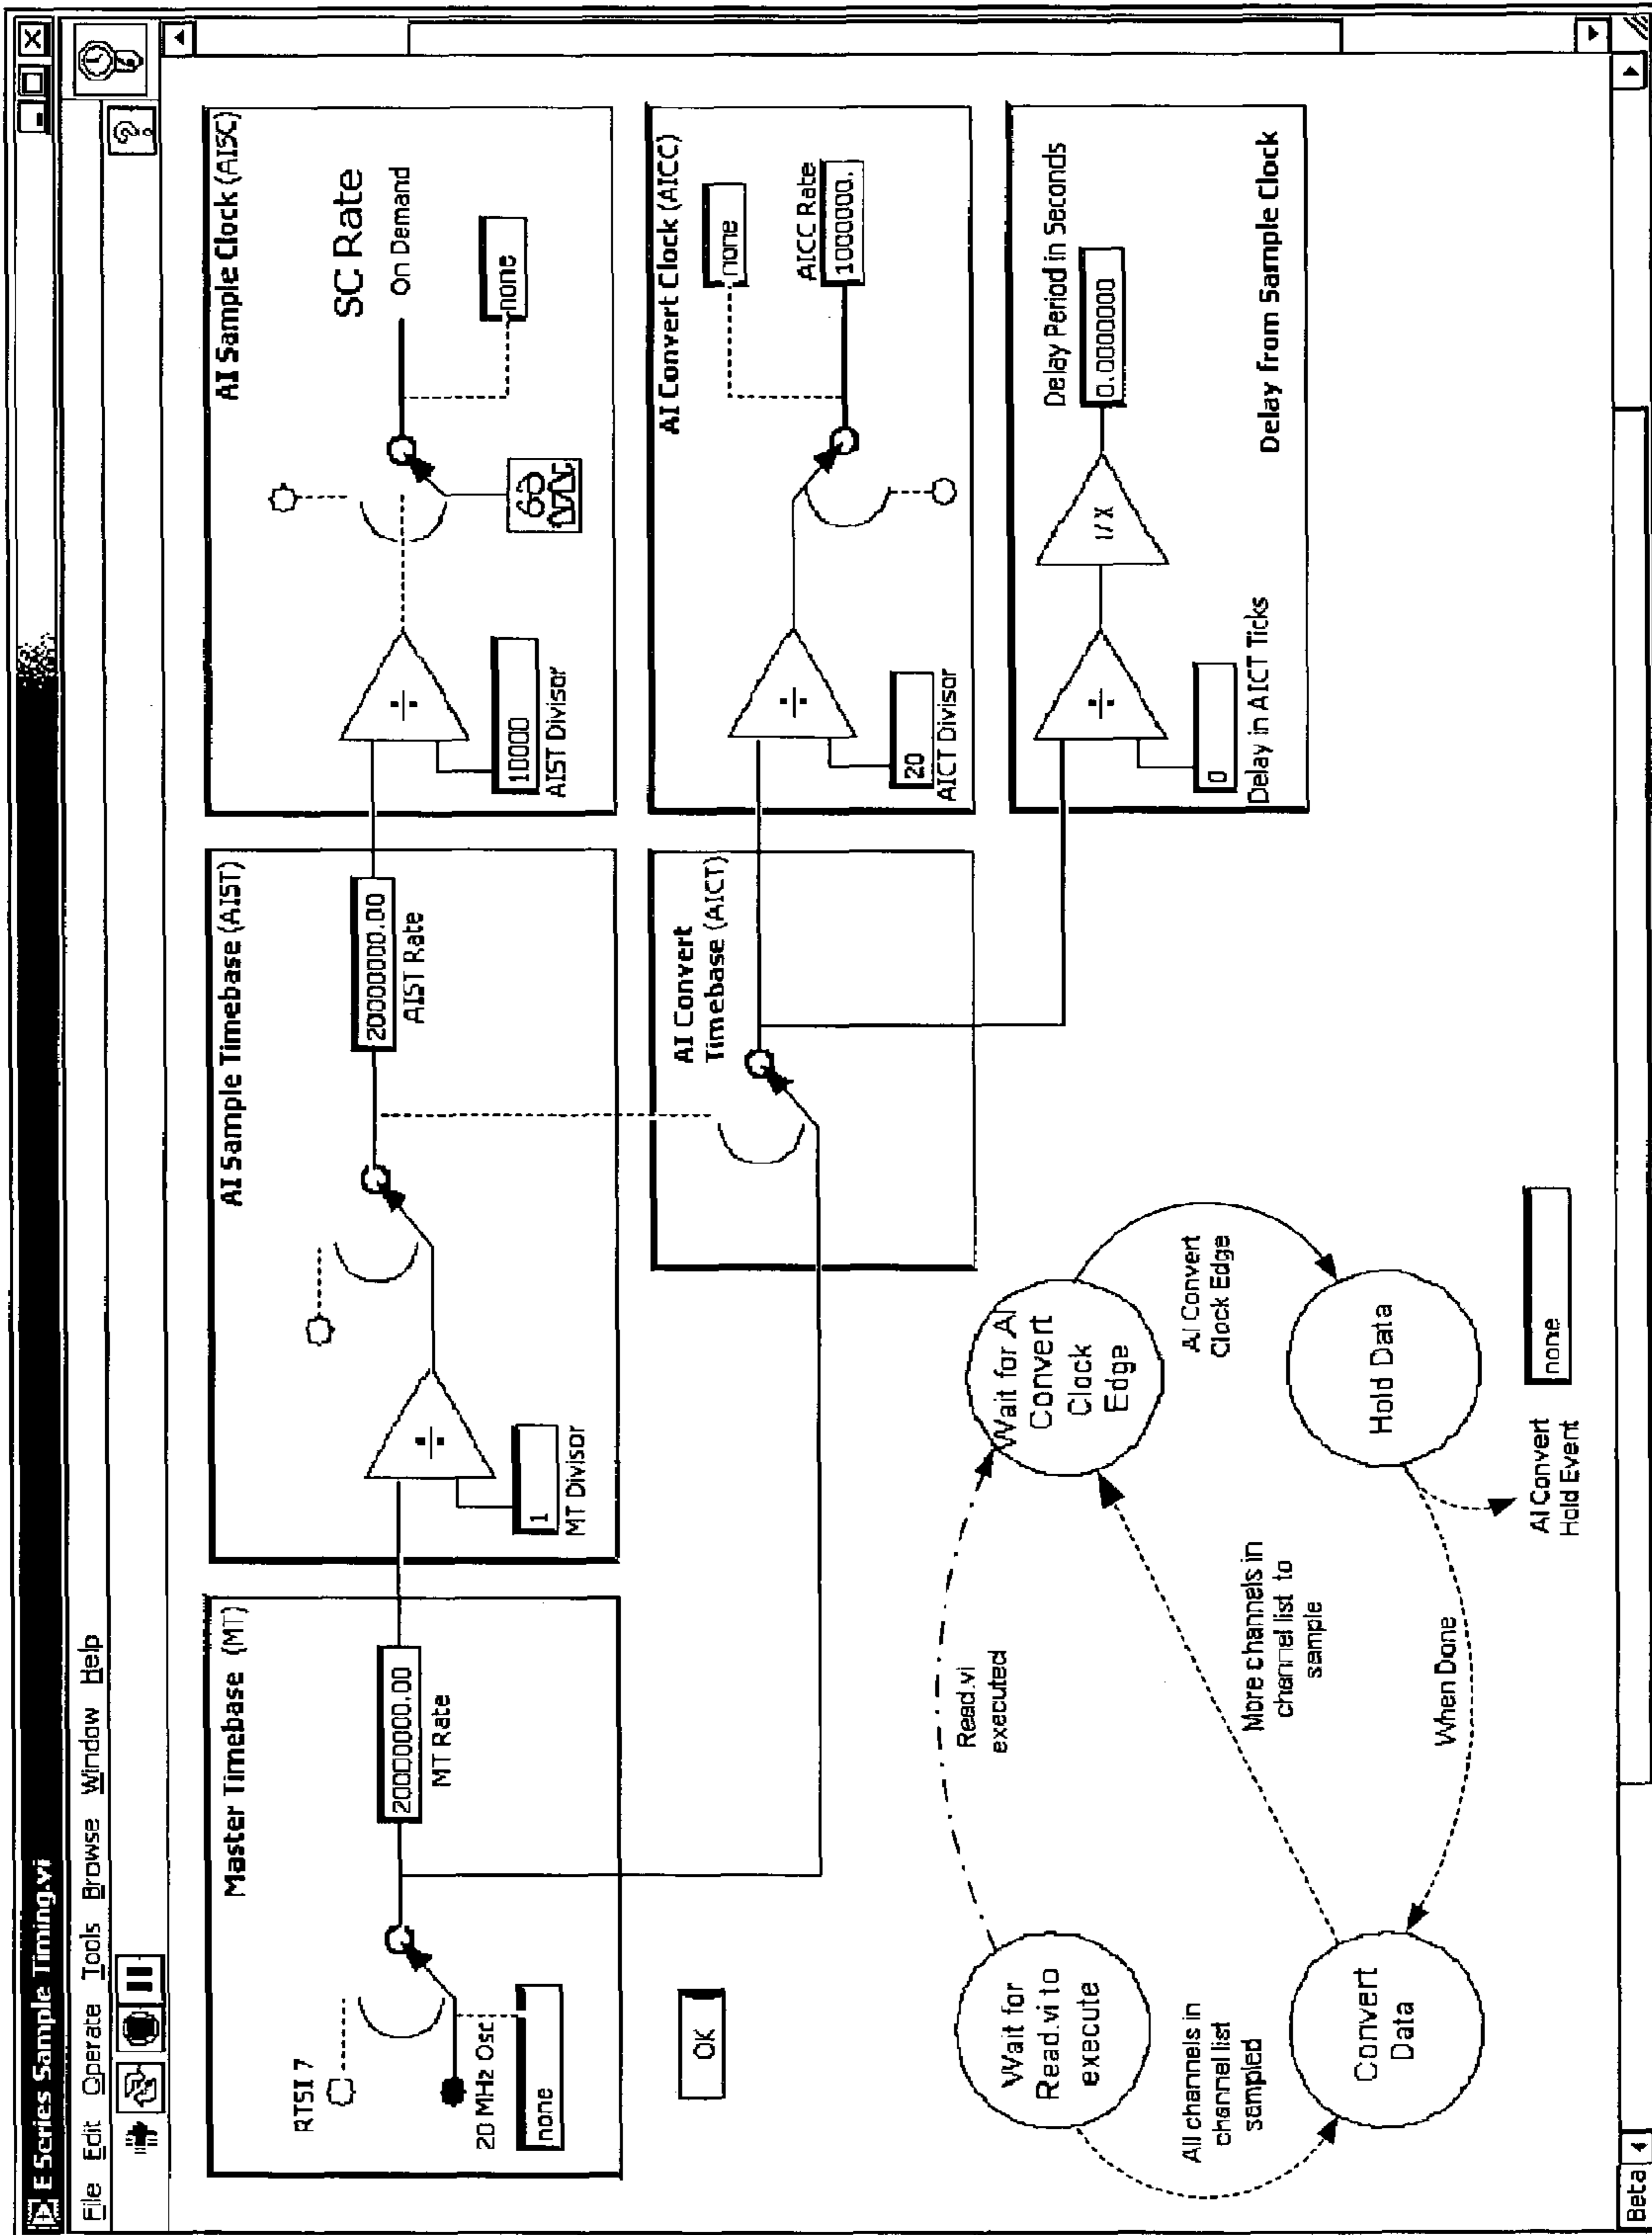 E Series Sample Timing.vi
File Edit Operate Tools Browse Window Help
?
Master Timebase (MT)
RTSI 7
20 MHz Osc
none
20000000.00
MT Rate
AI Sample Timebase (AIST)
1
MT Divisor
20000000.00
AIST Rate
AI Sample Clock (AISC)
10000
AIST Divisor
SC Rate
On Demand
none
AI Convert
Timebase (AICT)
AI Convert Clock (AICC)
20
AICT Divisor
none
AICC Rate
1000000.
0
Delay in AICT Ticks
1/X
Delay Period in Seconds
0.0000000
Delay from Sample Clock
OK
Wait for
Read.vi to
execute
Read.vi
executed
Wait for AI
Convert
Clock
Edge
AI Convert
Clock Edge
Hold Data
AI Convert
Hold Event
none
When Done
More channels in
channel list to
sample
Convert
Data
All channels in
channel list
sampled
Beta